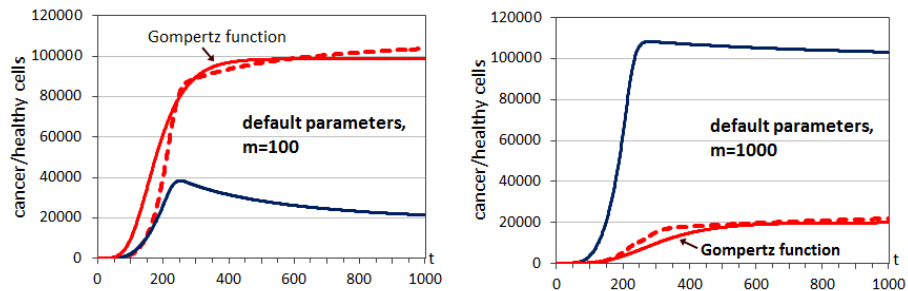 120000
100000
80000
60000
40000
20000
0
cancer/healthy cells
Gompertz function
default parameters,
m=100
0 200 400 600 800 1000 t
120000
100000
80000
60000
40000
20000
0
cancer/healthy cells
default parameters,
m=1000
Gompertz function
0 200 400 600 800 1000 t